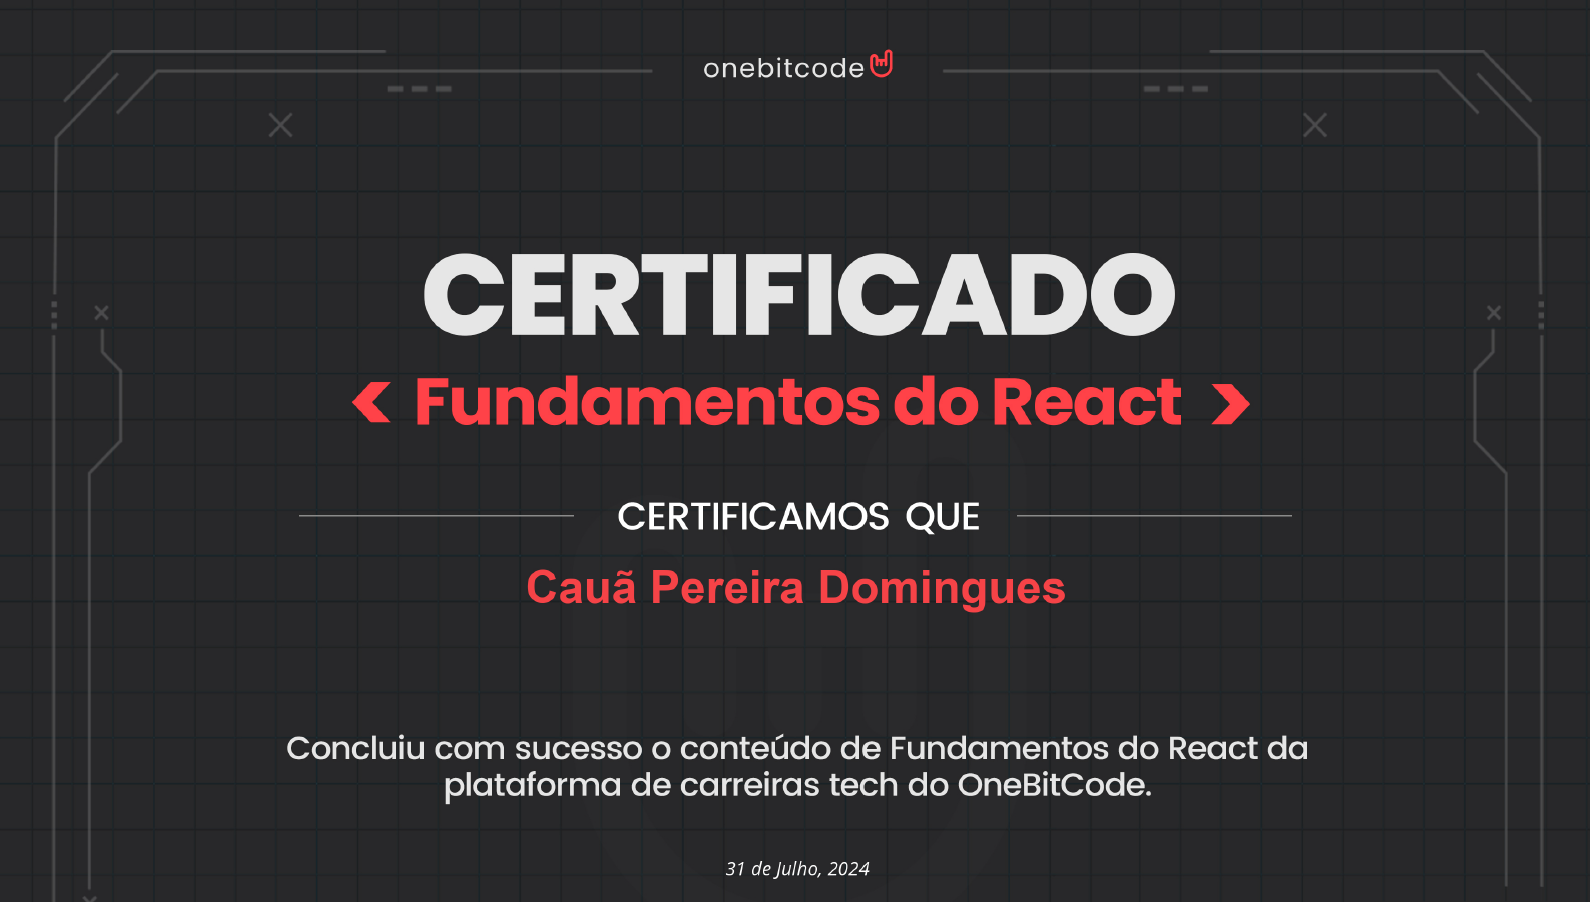 onebitcode
CERTIFICADO
< Fundamentos do React >
CERTIFICAMOS QUE
Cauã Pereira Domingues
Concluiu com sucesso o conteúdo de Fundamentos do React da
plataforma de carreiras tech do OneBitCode.
31 de Julho, 2024